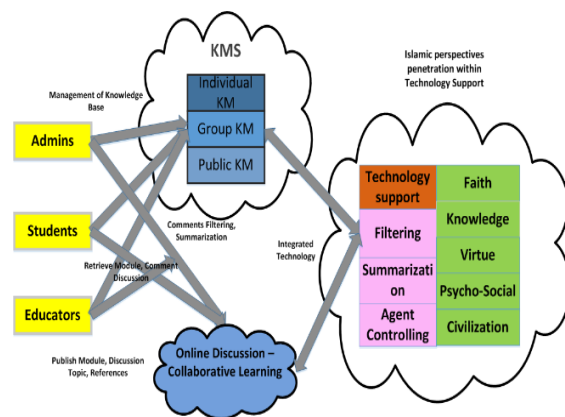 KMS
Individual
KM
Group KM
Public KM
Management of Knowledge
Base
Admins
Students
Educators
Comments Filtering,
Summarization
Retrieve Module, Comment
Discussion
Publish Module, Discussion
Topic, References
Online Discussion –
Collaborative Learning
Integrated
Technology
Islamic perspectives
penetration within
Technology Support
Technology
support
Filtering
Summarizati
on
Agent
Controlling
Faith
Knowledge
Virtue
Psycho-Social
Civilization